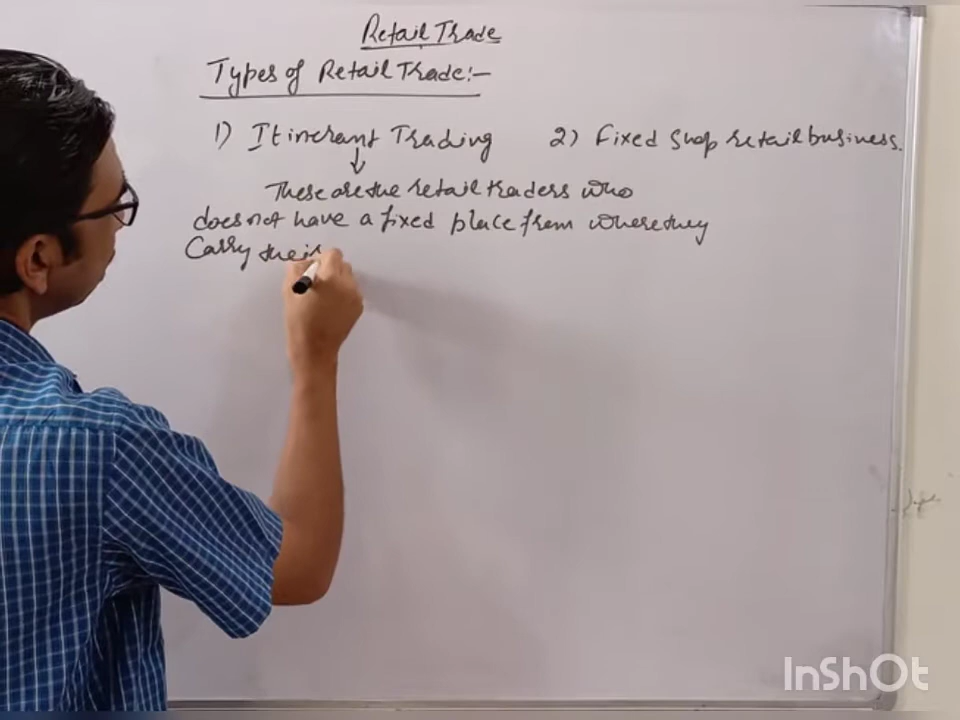 Retail Trade
Types of Retail Trade:-
1) Itinerant Trading 2) Fixed Shop retail business.
These are the retail traders who
does not have a fixed place from where they
Carry their
InShOt